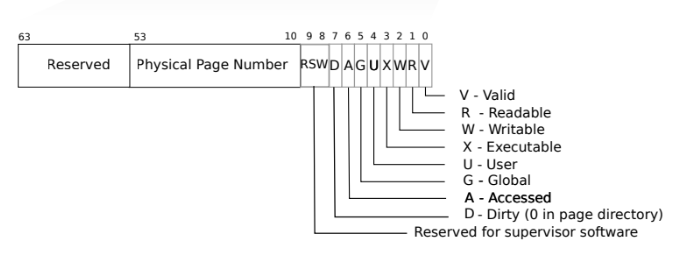 63 53 10 9 8 7 6 5 4 3 2 1 0
Reserved Physical Page Number RSW D A G U X W R V
V - Valid
R - Readable
W - Writable
X - Executable
U - User
G - Global
A - Accessed
D - Dirty (0 in page directory)
Reserved for supervisor software